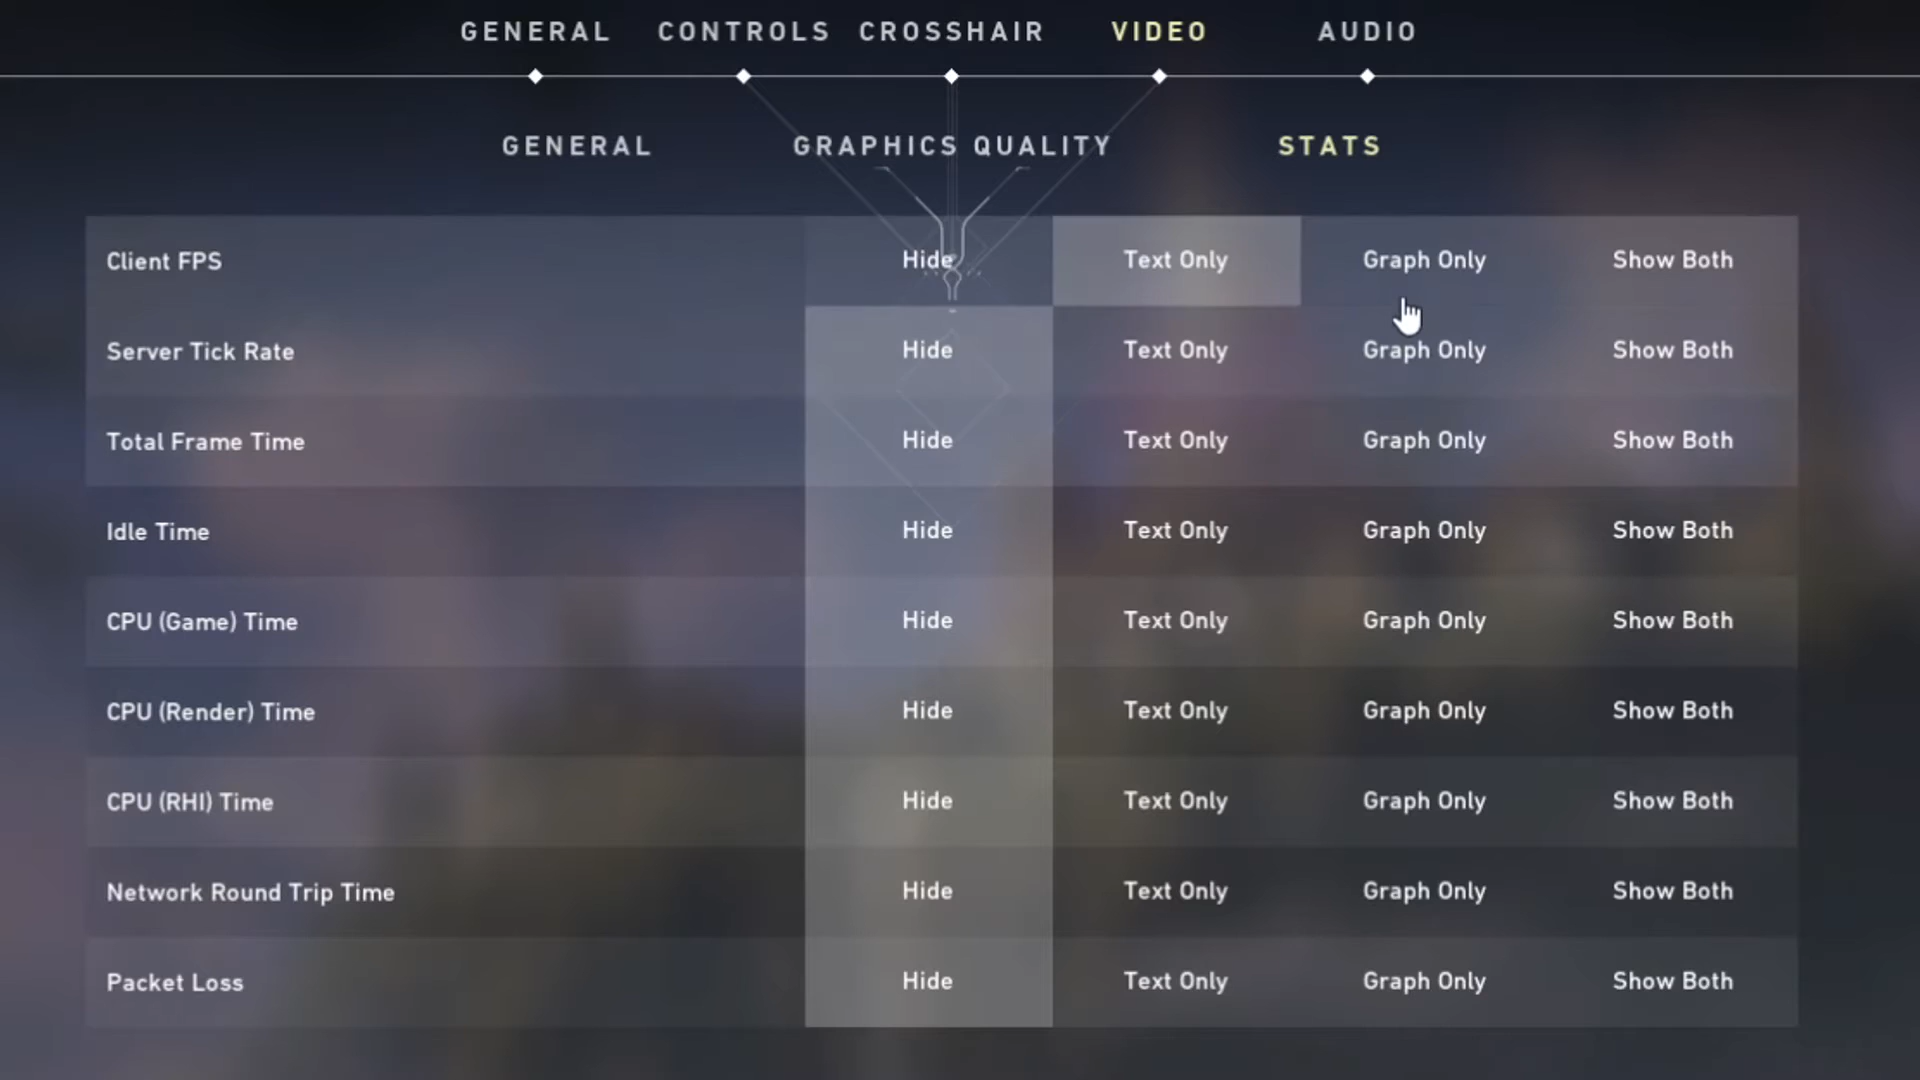 GENERAL CONTROLS CROSSHAIR VIDEO AUDIO
GENERAL GRAPHICS QUALITY STATS
Client FPS Hide Text Only Graph Only Show Both
Server Tick Rate Hide Text Only Graph Only Show Both
Total Frame Time Hide Text Only Graph Only Show Both
Idle Time Hide Text Only Graph Only Show Both
CPU (Game) Time Hide Text Only Graph Only Show Both
CPU (Render) Time Hide Text Only Graph Only Show Both
CPU (RHI) Time Hide Text Only Graph Only Show Both
Network Round Trip Time Hide Text Only Graph Only Show Both
Packet Loss Hide Text Only Graph Only Show Both